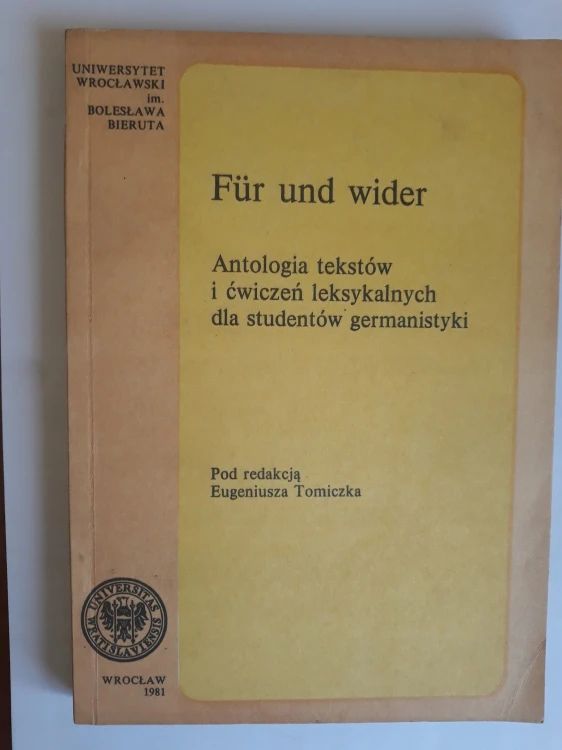 UNIWERSYTET
WROCŁAWSKI
im.
BOLESŁAWA
BIERUTA
Für und wider
Antologia tekstów
i ćwiczeń leksykalnych
dla studentów germanistyki
Pod redakcją
Eugeniusza Tomiczka
UNIVERSITAS
WRATISLAVIENSIS
WROCŁAW
1981